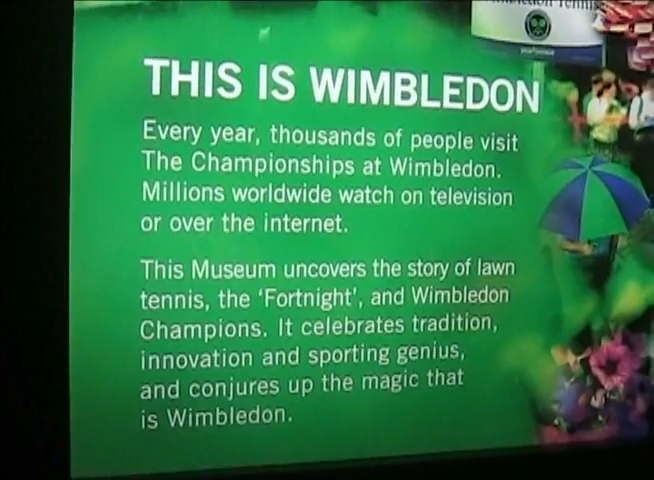 THIS IS WIMBLEDON
Every year, thousands of people visit
The Championships at Wimbledon.
Millions worldwide watch on television
or over the internet.
This Museum uncovers the story of lawn
tennis, the 'Fortnight', and Wimbledon
Champions. It celebrates tradition,
innovation and sporting genius,
and conjures up the magic that
is Wimbledon.